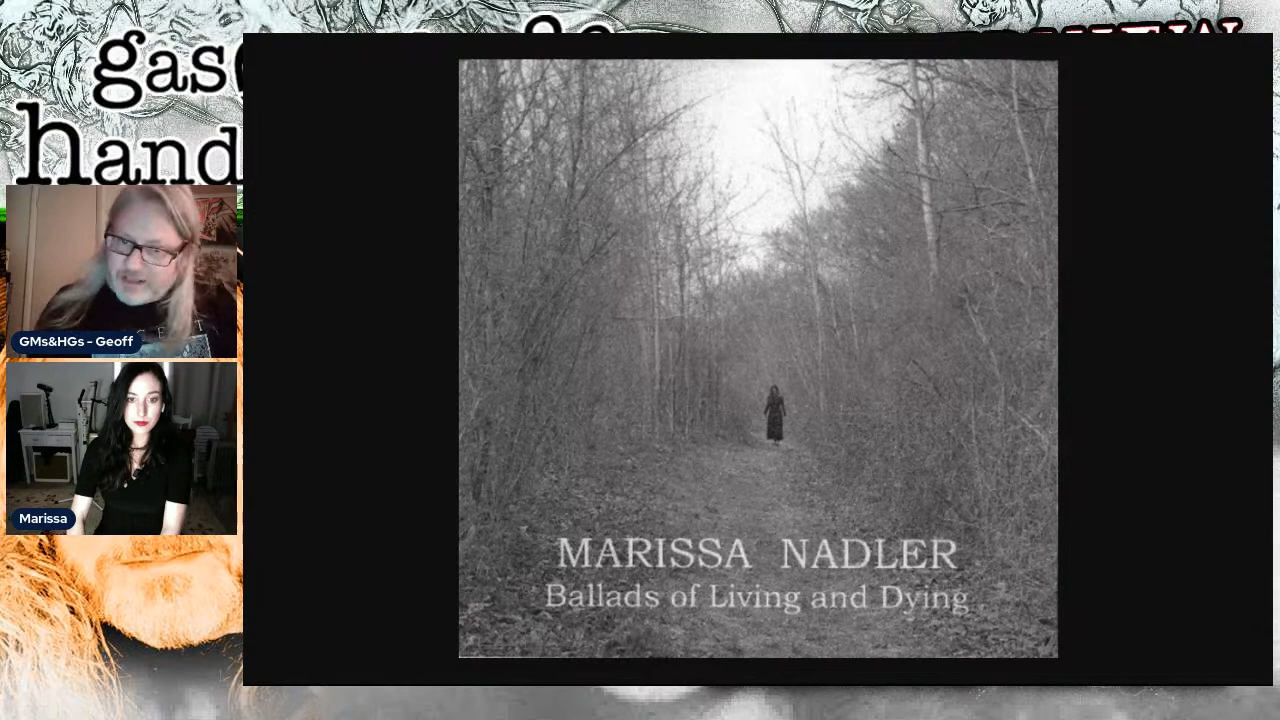 gas
hand
GMs&HGs - Geoff
Marissa
MARISSA NADLER
Ballads of Living and Dying